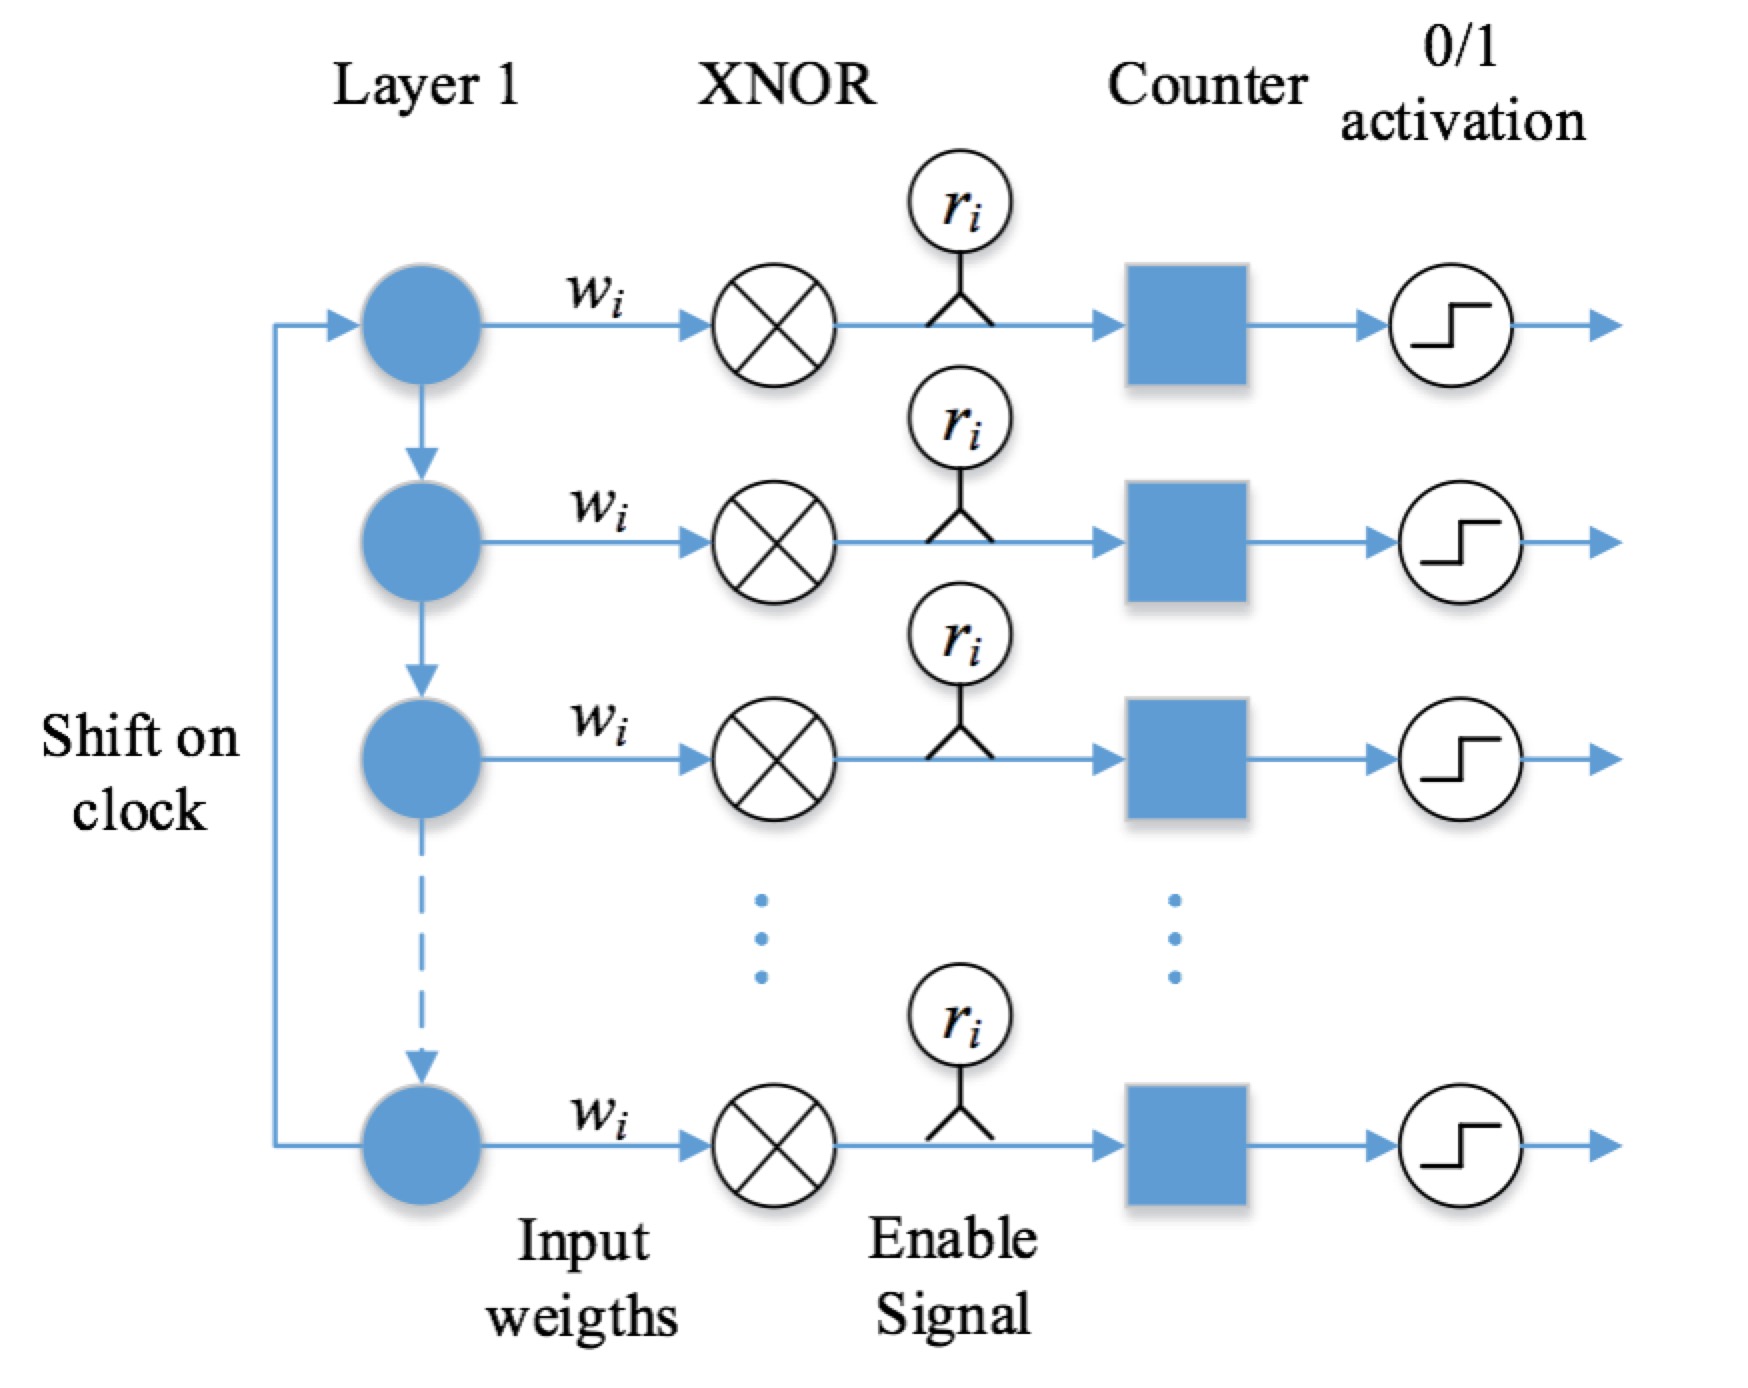 Layer 1
XNOR
Counter
0/1
activation
r_i
w_i
r_i
w_i
r_i
w_i
Shift on
clock
r_i
w_i
Input
weigths
Enable
Signal